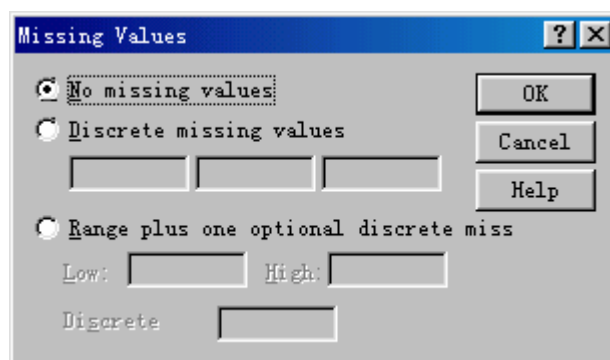 Missing Values
No missing values
OK
Discrete missing values
Cancel
Help
Range plus one optional discrete miss
Low: High:
Discrete